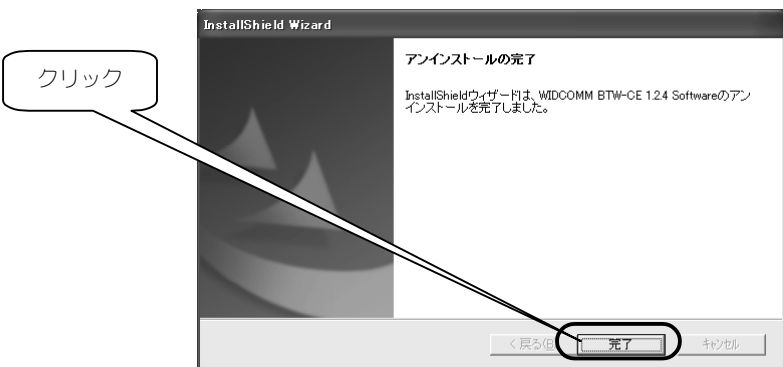 InstallShield Wizard
クリック
アンインストールの完了
InstallShieldウィザードは、WIDCOMM BTW-CE 1.2.4 Softwareのアン
インストールを完了しました。
< 戻る(B
完了
キャンセル